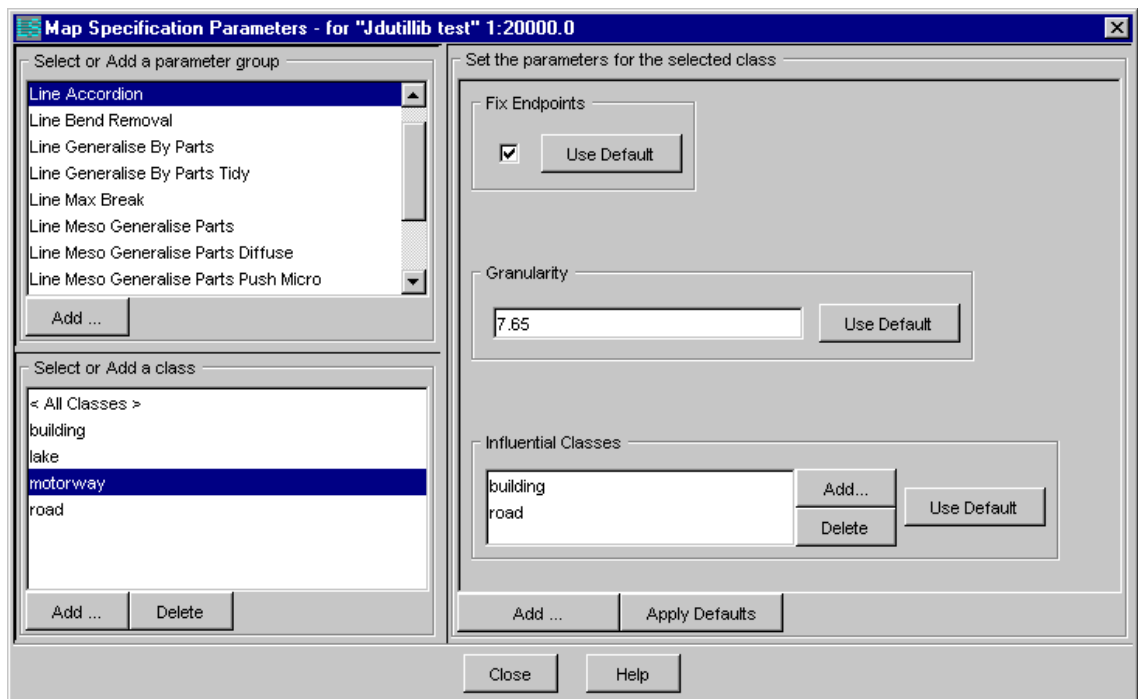 Map Specification Parameters - for "Jdutillib test" 1:20000.0
Select or Add a parameter group
Line Accordion
Line Bend Removal
Line Generalise By Parts
Line Generalise By Parts Tidy
Line Max Break
Line Meso Generalise Parts
Line Meso Generalise Parts Diffuse
Line Meso Generalise Parts Push Micro
Add ...
Select or Add a class
< All Classes >
building
lake
motorway
road
Add ... Delete
Set the parameters for the selected class
Fix Endpoints
Use Default
Granularity
7.65 Use Default
Influential Classes
building
road
Add...
Delete
Use Default
Add ... Apply Defaults
Close Help